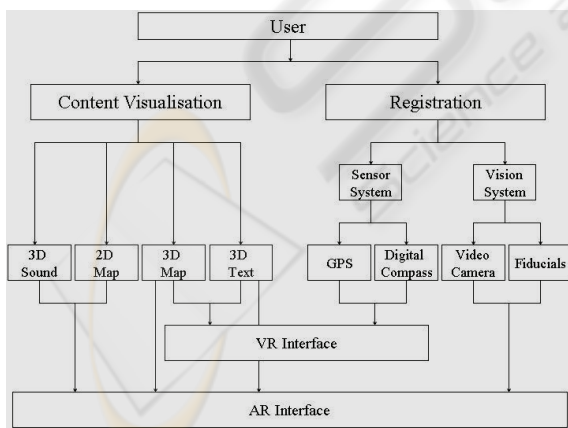 User
Content Visualisation
Registration
Sensor
System
Vision
System
3D
Sound
2D
Map
3D
Map
3D
Text
GPS
Digital
Compass
Video
Camera
Fiducials
VR Interface
AR Interface
Science a